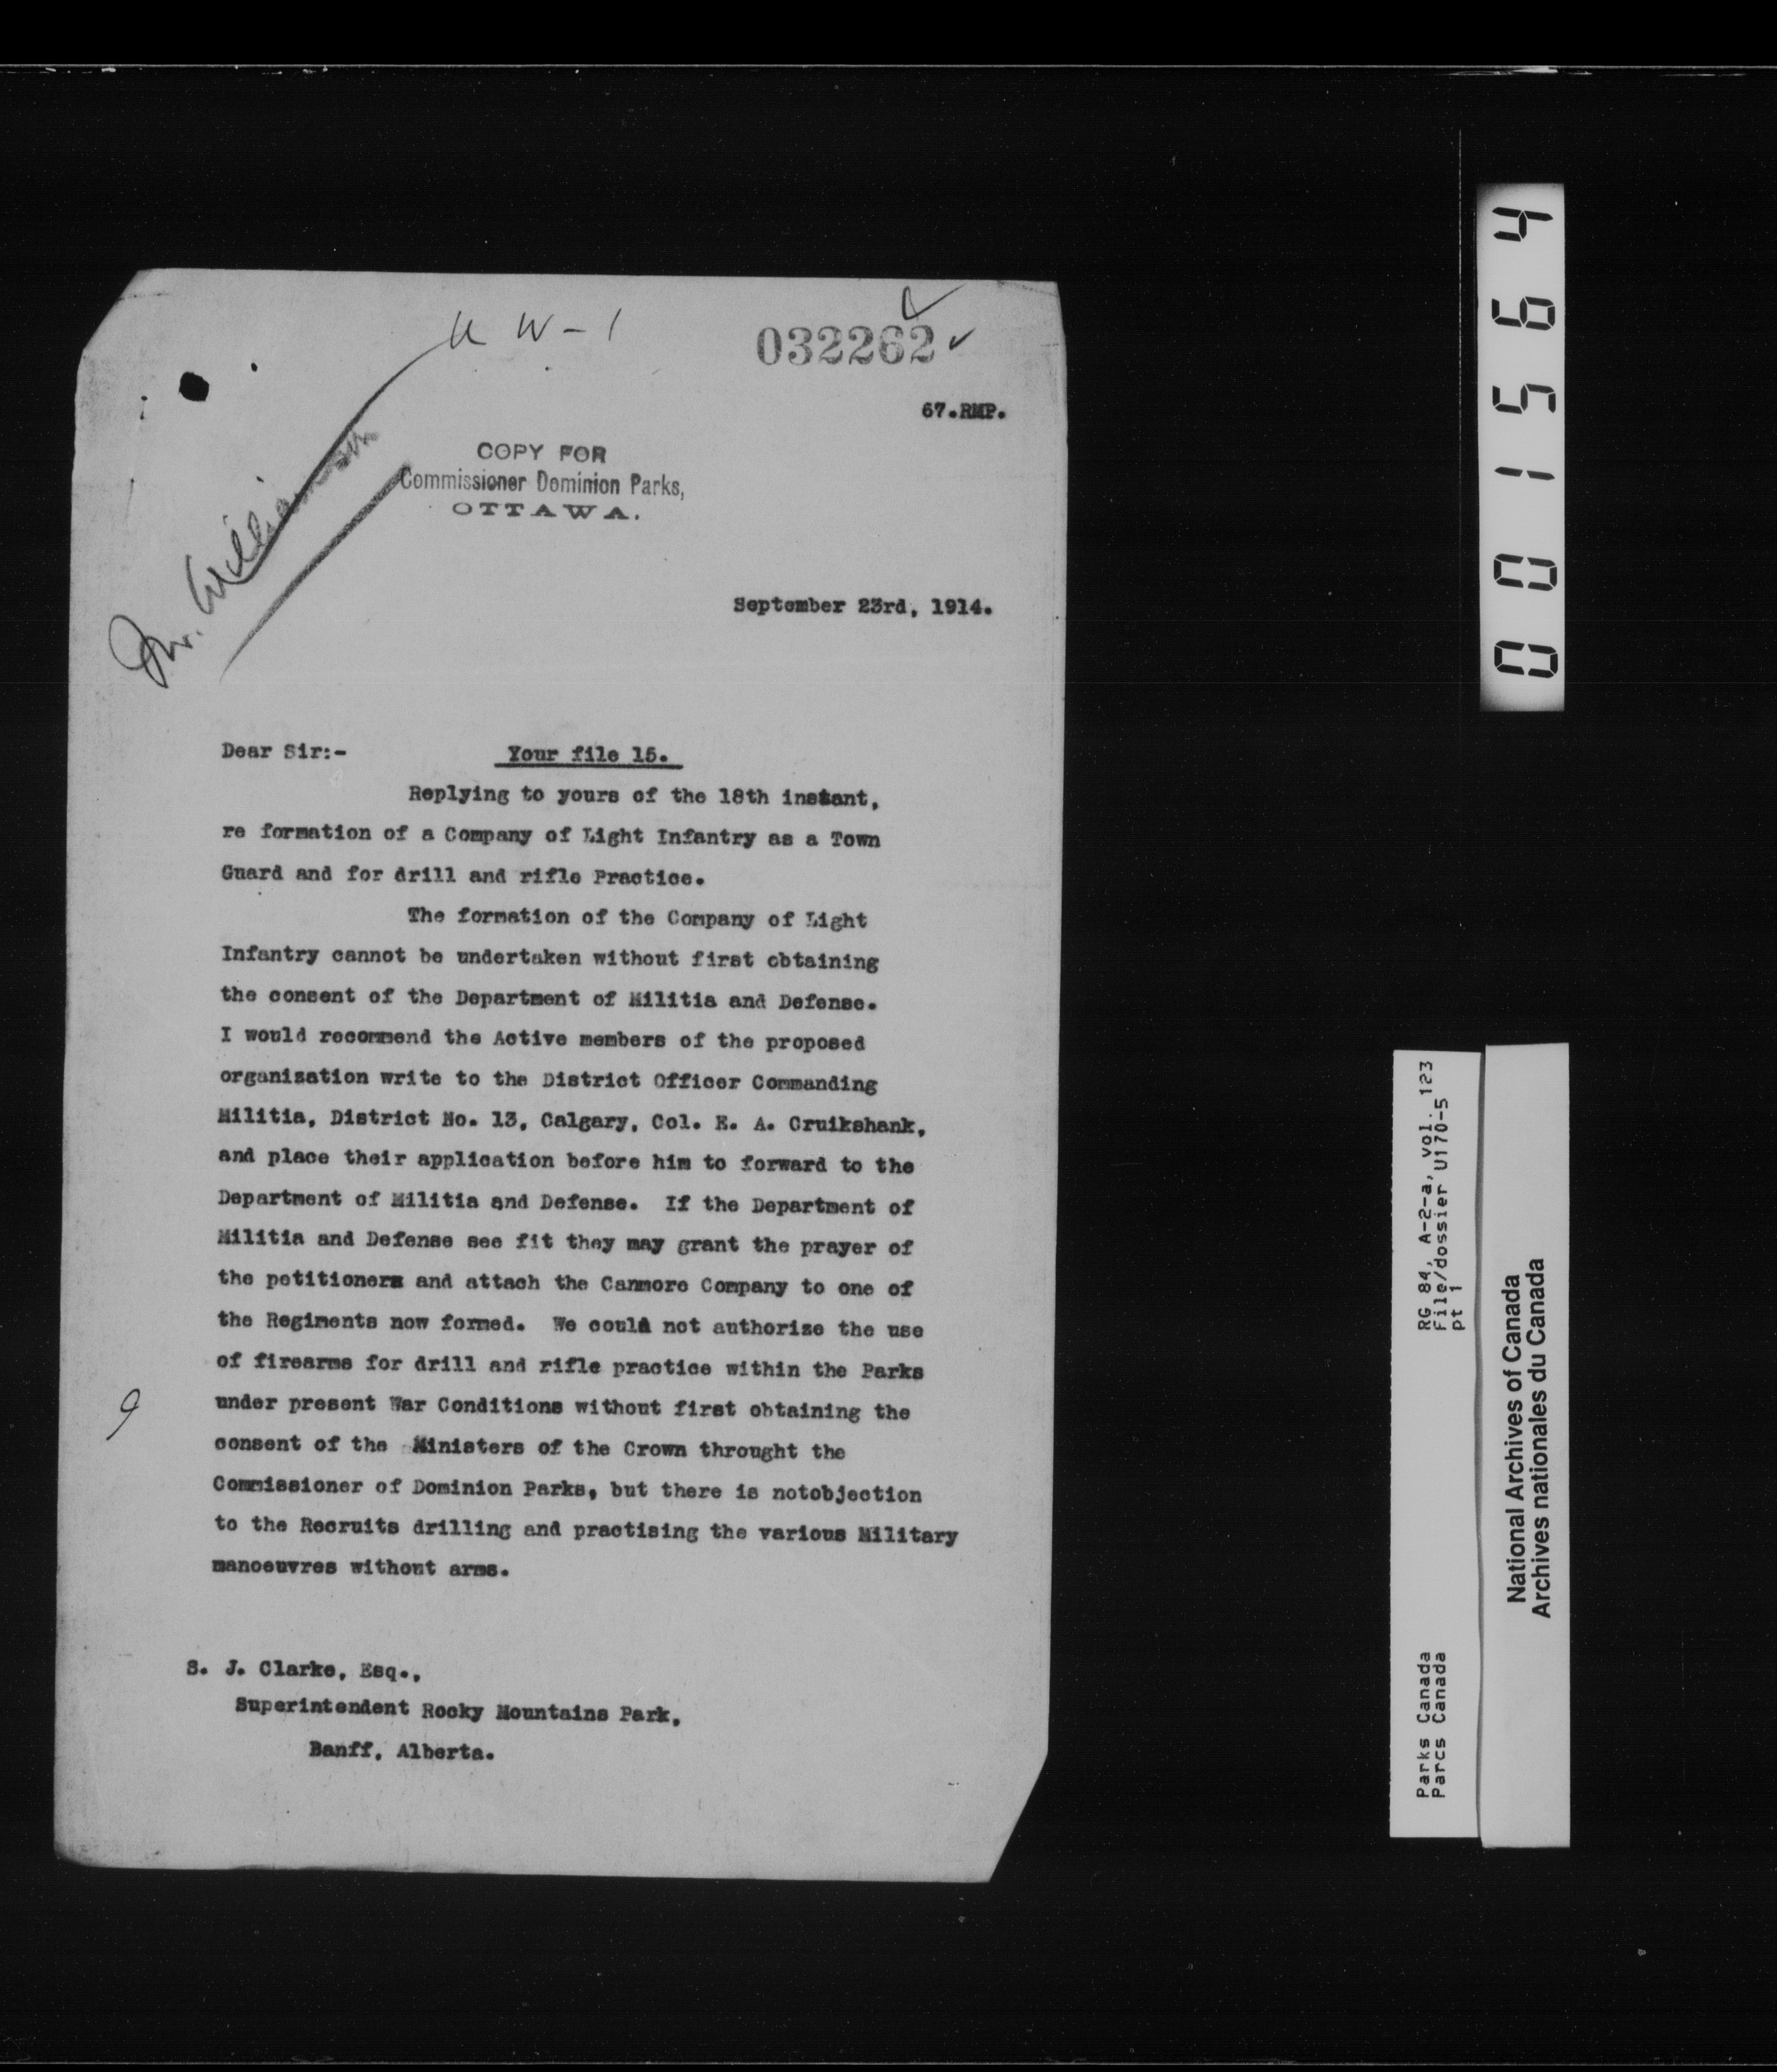 U W - 1
032262
67.RMP.
COPY FOR
Commissioner Dominion Parks,
OTTAWA.
Mr. Williamson
September 23rd, 1914.
Dear Sir:- Your file 15.
Replying to yours of the 18th instant,
re formation of a Company of Light Infantry as a Town
Guard and for drill and rifle Practice.
The formation of the Company of Light
Infantry cannot be undertaken without first obtaining
the consent of the Department of Militia and Defense.
I would recommend the Active members of the proposed
organization write to the District Officer Commanding
Militia, District No. 13, Calgary, Col. E. A. Cruikshank,
and place their application before him to forward to the
Department of Militia and Defense. If the Department of
Militia and Defense see fit they may grant the prayer of
the petitioners and attach the Canmore Company to one of
the Regiments now formed. We could not authorize the use
of firearms for drill and rifle practice within the Parks
under present War Conditions without first obtaining the
consent of the Ministers of the Crown throught the
Commissioner of Dominion Parks, but there is notobjection
to the Recruits drilling and practising the various Military
manoeuvres without arms.
9
S. J. Clarke, Esq.,
Superintendent Rocky Mountains Park,
Banff, Alberta.
001564
RG 84, A-2-a, vol. 123
File/dossier U170-5
pt 1
Parks Canada
Parcs Canada
National Archives of Canada
Archives nationales du Canada